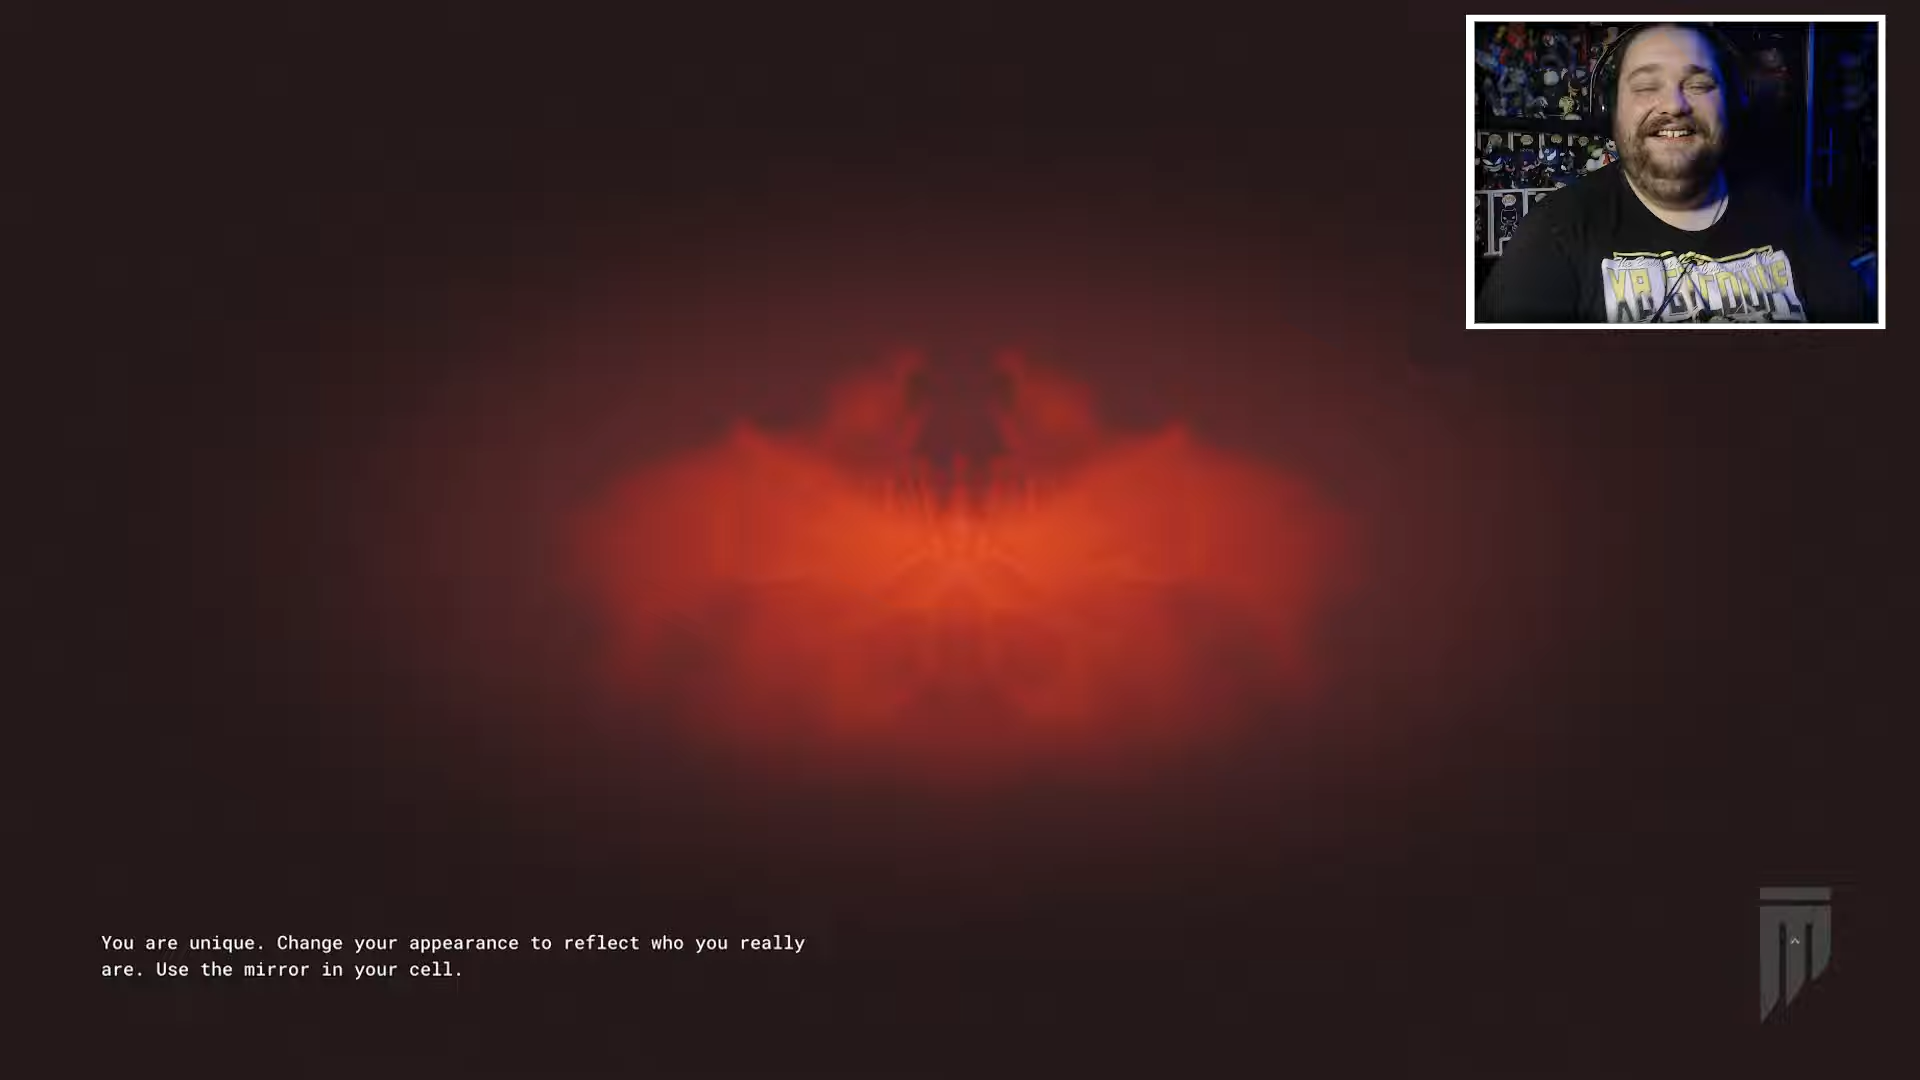 You are unique. Change your appearance to reflect who you really
are. Use the mirror in your cell.